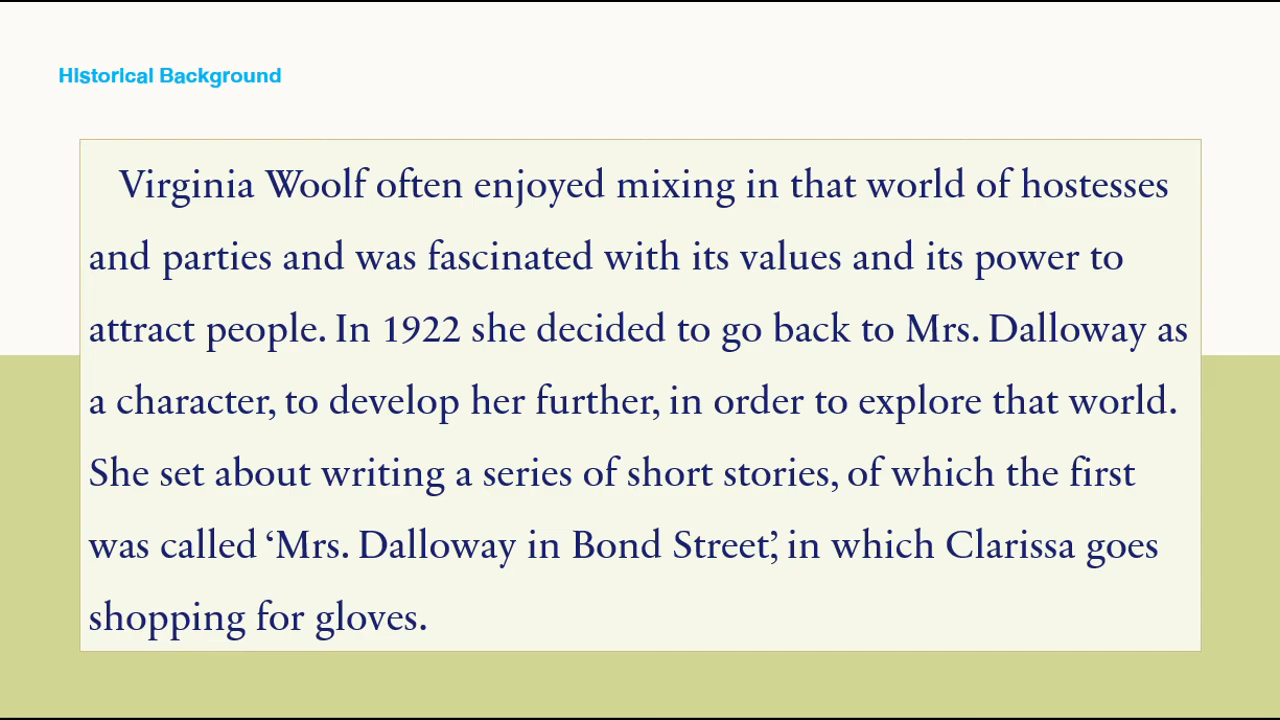 Historical Background
Virginia Woolf often enjoyed mixing in that world of hostesses
and parties and was fascinated with its values and its power to
attract people. In 1922 she decided to go back to Mrs. Dalloway as
a character, to develop her further, in order to explore that world.
She set about writing a series of short stories, of which the first
was called ‘Mrs. Dalloway in Bond Street’, in which Clarissa goes
shopping for gloves.